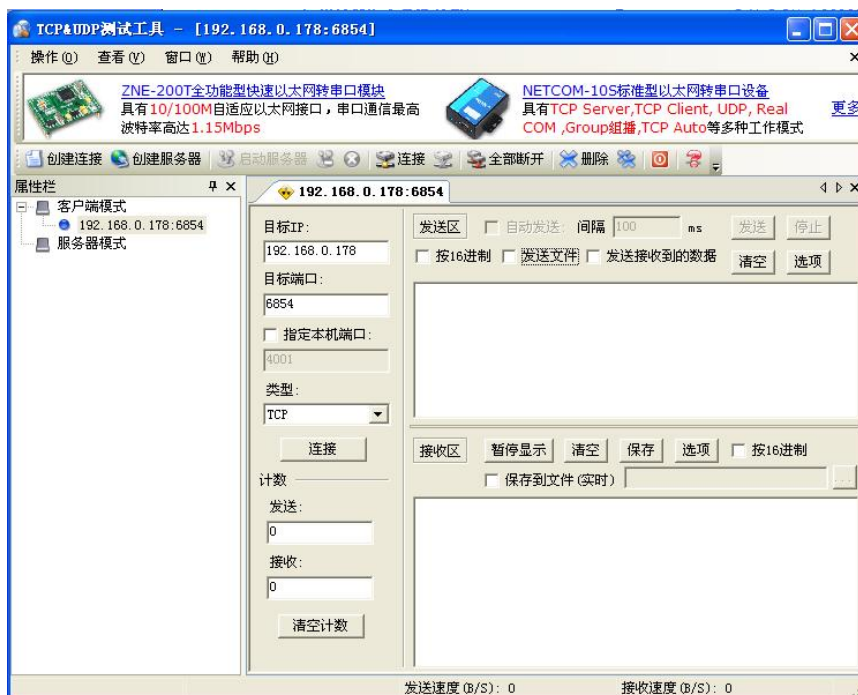 TCP&UDP测试工具 - [192.168.0.178:6854]
操作(O) 查看(V) 窗口(W) 帮助(H)
ZNE-200T全功能型快速以太网转串口模块
具有10/100M自适应以太网接口，串口通信最高
波特率高达1.15Mbps
NETCOM-10S标准型以太网转串口设备
具有TCP Server,TCP Client, UDP, Real
COM ,Group组播,TCP Auto等多种工作模式
更多
创建连接 创建服务器 启动服务器 连接 全部断开 删除
属性栏
客户端模式
192.168.0.178:6854
服务器模式
192.168.0.178:6854
目标IP:
192.168.0.178
目标端口:
6854
指定本机端口:
4001
类型:
TCP
连接
计数
发送:
0
接收:
0
清空计数
发送区 自动发送: 间隔 100 ms 发送 停止
按16进制 发送文件 发送接收到的数据 清空 选项
接收区 暂停显示 清空 保存 选项 按16进制
保存到文件(实时) ...
发送速度(B/S): 0 接收速度(B/S): 0